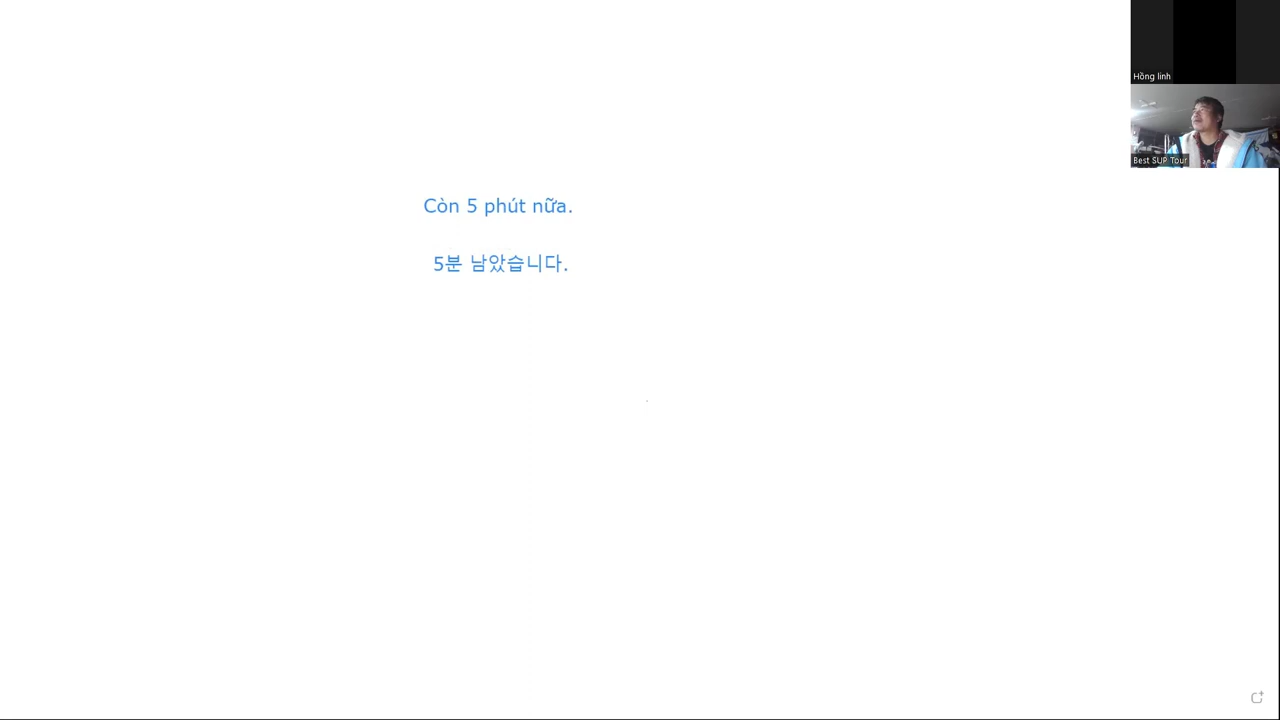 Hồng linh
Best SUP Tour
Còn 5 phút nữa.
5분 남았습니다.